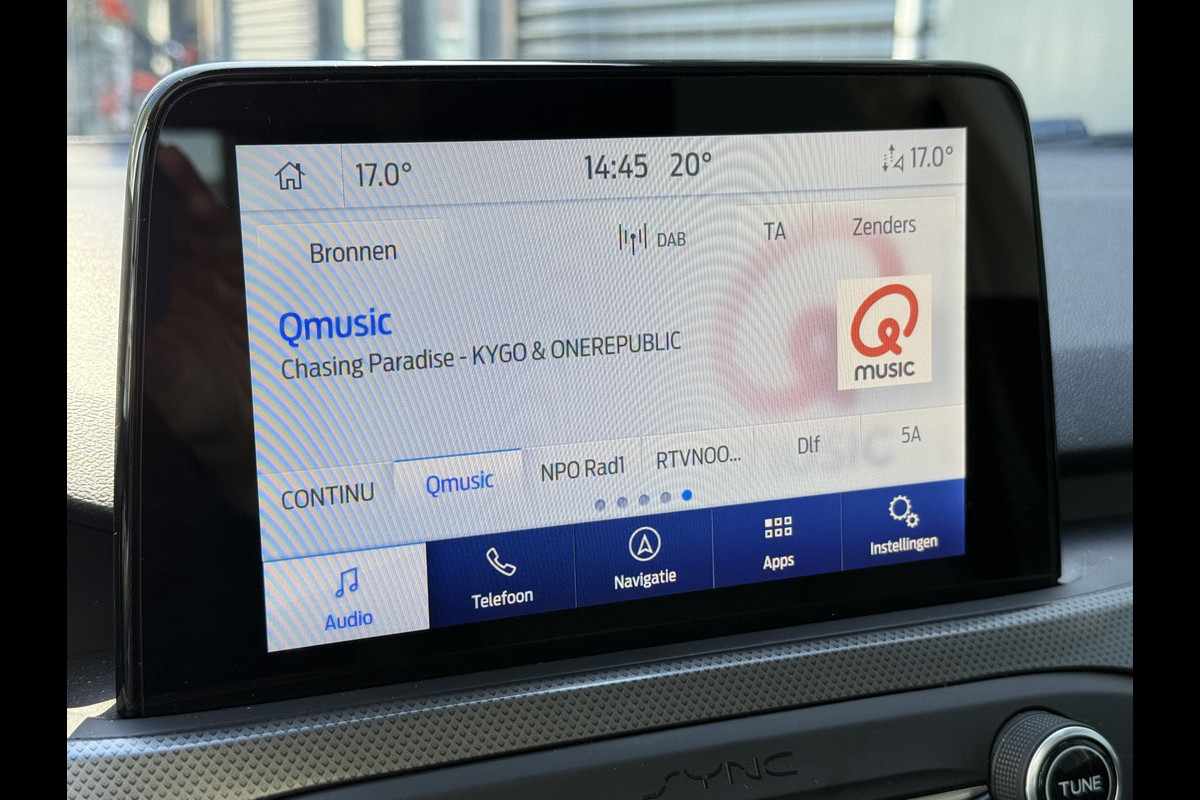 17.0° 14:45 20° 17.0°
Bronnen DAB TA Zenders
Qmusic
Chasing Paradise - KYGO & ONEREPUBLIC
MUSIC
CONTINU Qmusic NPO Rad1 RTVNOO... Dlf 5A
Audio Telefoon Navigatie Apps Instellingen
SYNC
TUNE